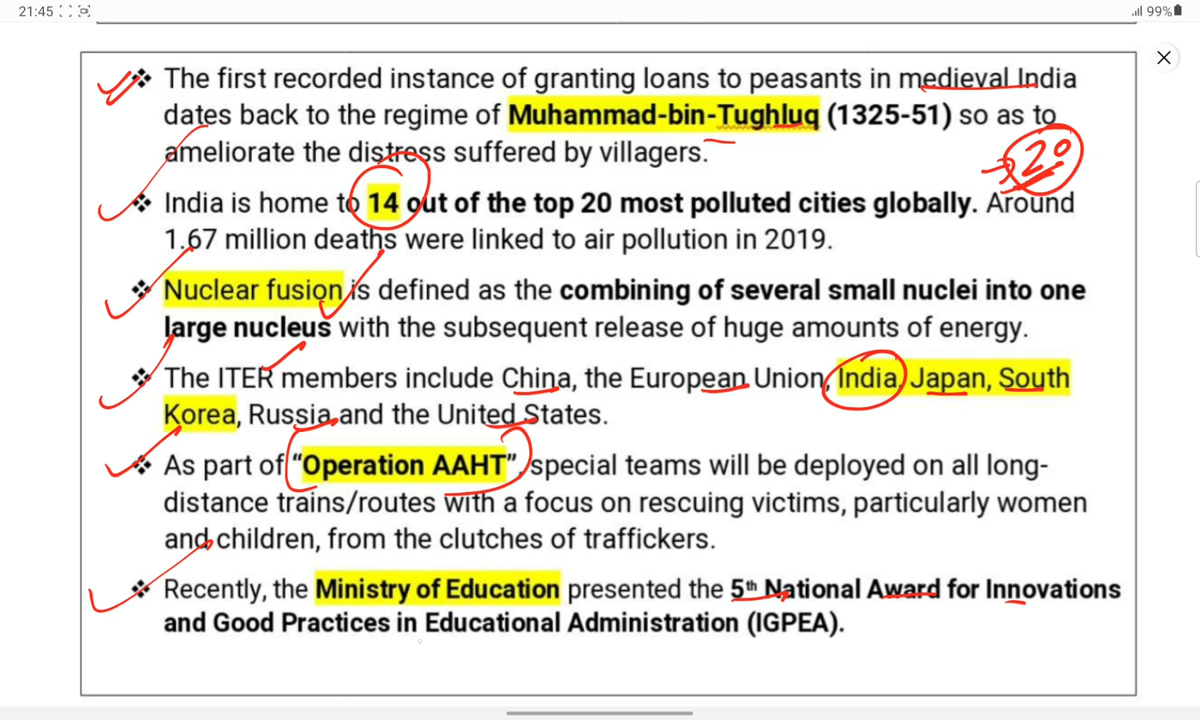 21:45
99%
❖ The first recorded instance of granting loans to peasants in medieval India
dates back to the regime of Muhammad-bin-Tughluq (1325-51) so as to
ameliorate the distress suffered by villagers.
20
❖ India is home to 14 out of the top 20 most polluted cities globally. Around
1.67 million deaths were linked to air pollution in 2019.
❖ Nuclear fusion is defined as the combining of several small nuclei into one
large nucleus with the subsequent release of huge amounts of energy.
❖ The ITER members include China, the European Union, India, Japan, South
Korea, Russia and the United States.
❖ As part of “Operation AAHT”, special teams will be deployed on all long-
distance trains/routes with a focus on rescuing victims, particularly women
and children, from the clutches of traffickers.
❖ Recently, the Ministry of Education presented the 5th National Award for Innovations
and Good Practices in Educational Administration (IGPEA).